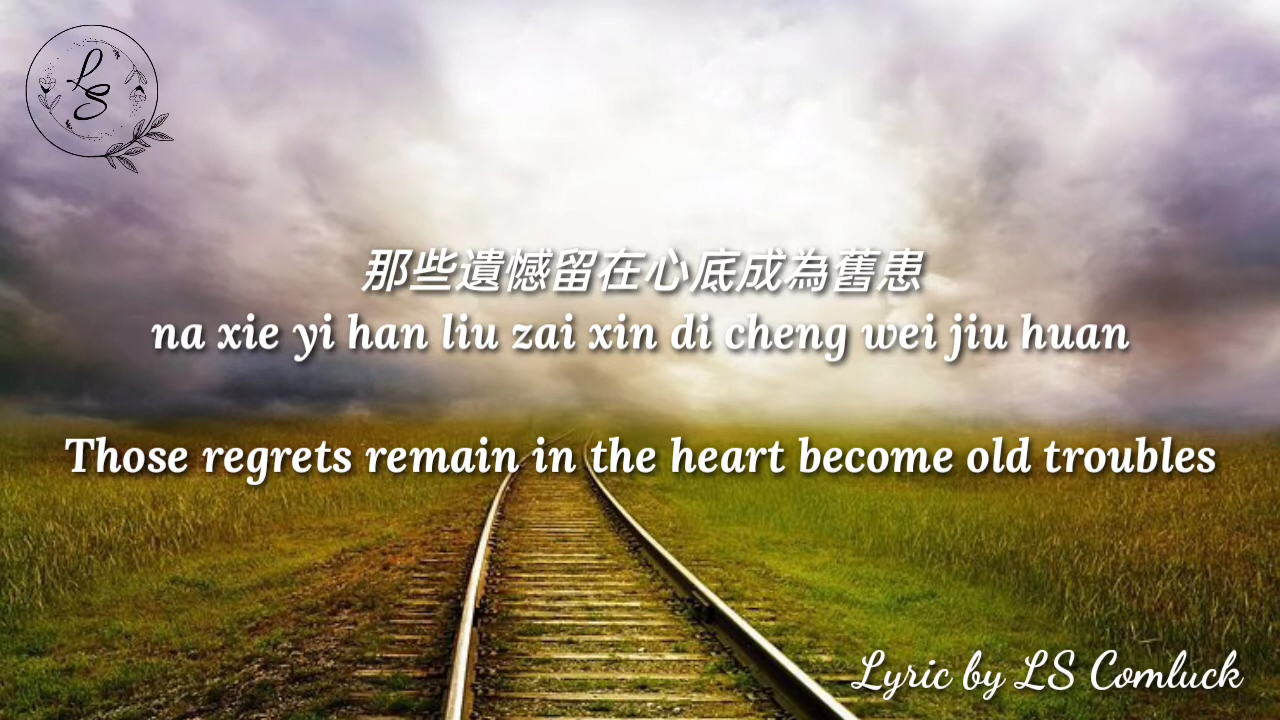 LS
那些遺憾留在心底成為舊患
na xie yi han liu zai xin di cheng wei jiu huan
Those regrets remain in the heart become old troubles
Lyric by LS Comluck